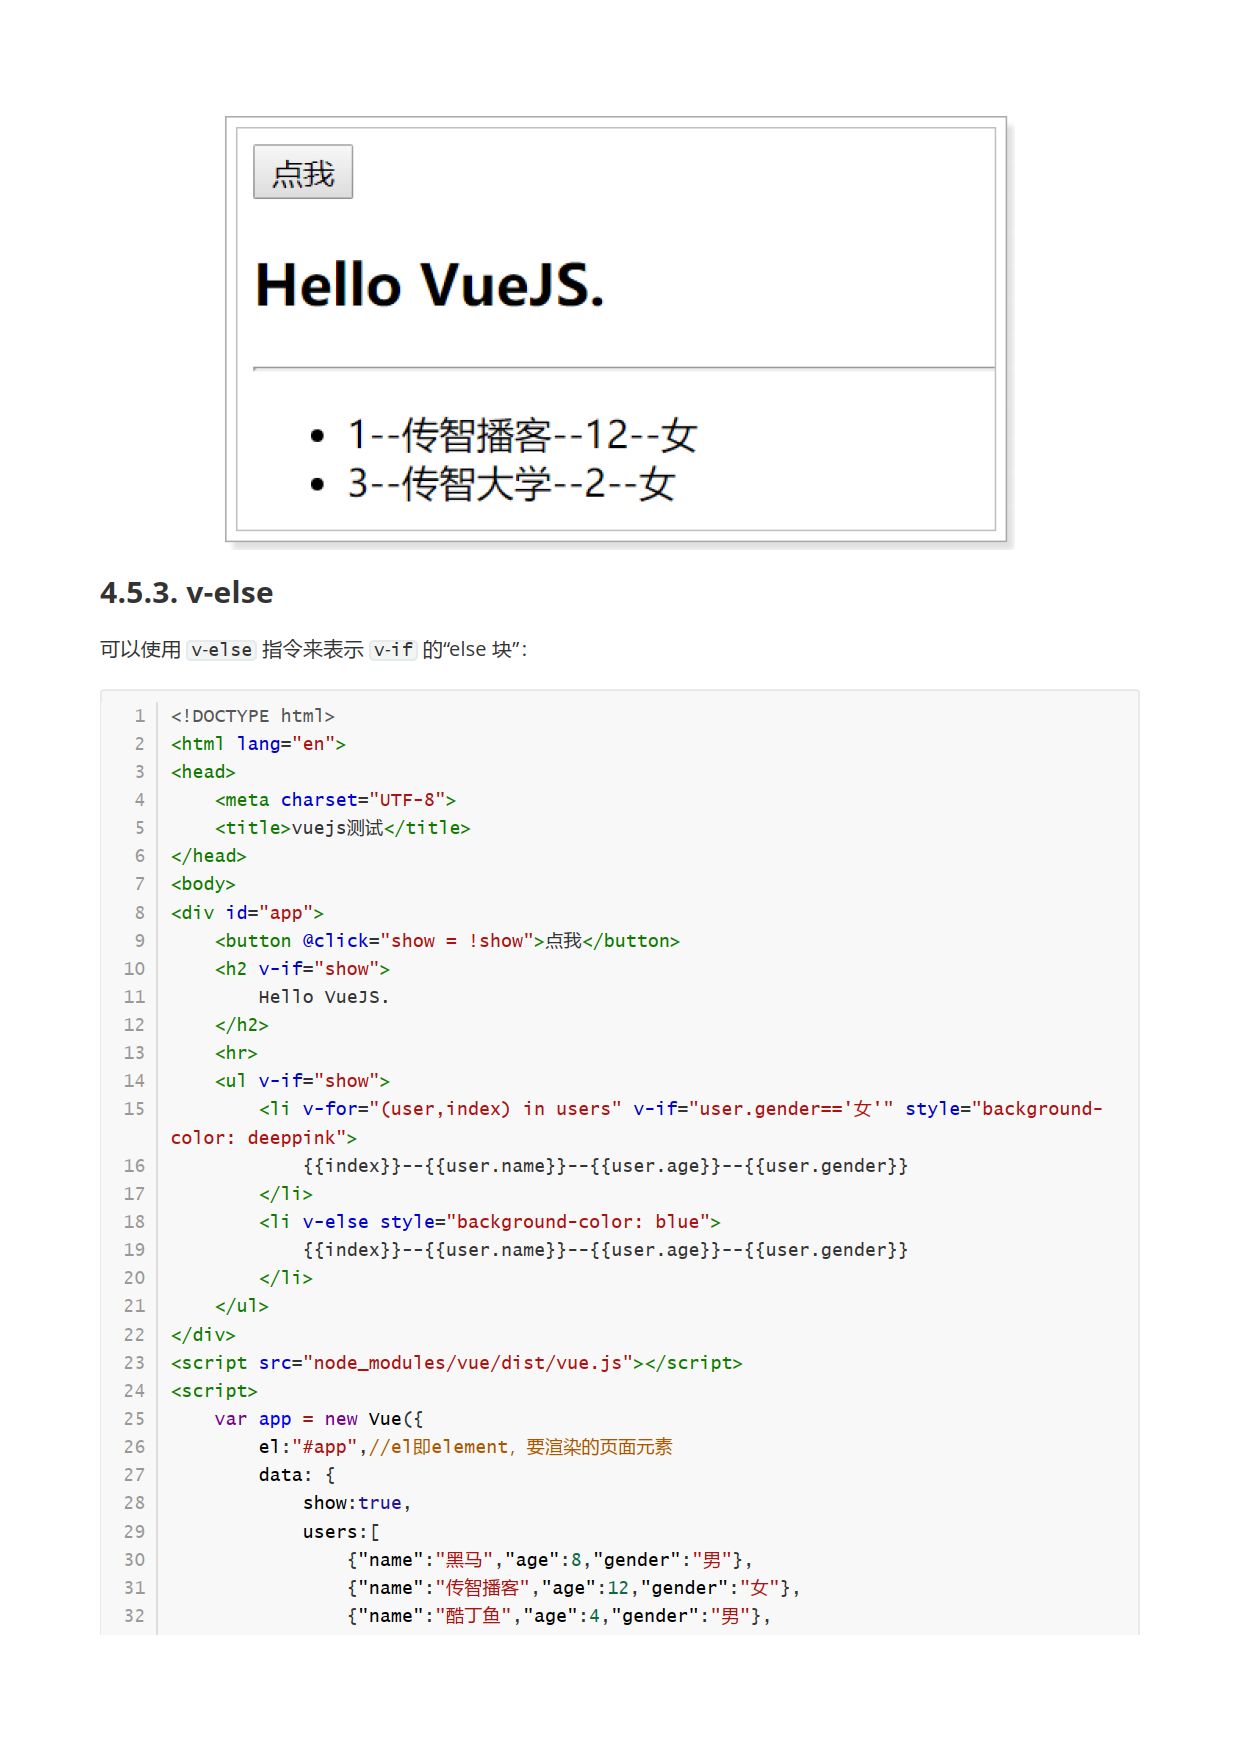 点我
Hello VueJS.
• 1--传智播客--12--女
• 3--传智大学--2--女
4.5.3. v-else
可以使用 v-else 指令来表示 v-if 的“else 块”：
1 <!DOCTYPE html>
2 <html lang="en">
3 <head>
4     <meta charset="UTF-8">
5     <title>vuejs测试</title>
6 </head>
7 <body>
8 <div id="app">
9     <button @click="show = !show">点我</button>
10     <h2 v-if="show">
11         Hello VueJS.
12     </h2>
13     <hr>
14     <ul v-if="show">
15         <li v-for="(user,index) in users" v-if="user.gender=='女'" style="background-
color: deeppink">
16             {{index}}--{{user.name}}--{{user.age}}--{{user.gender}}
17         </li>
18         <li v-else style="background-color: blue">
19             {{index}}--{{user.name}}--{{user.age}}--{{user.gender}}
20         </li>
21     </ul>
22 </div>
23 <script src="node_modules/vue/dist/vue.js"></script>
24 <script>
25     var app = new Vue({
26         el:"#app",//el即element，要渲染的页面元素
27         data: {
28             show:true,
29             users:[
30                 {"name":"黑马","age":8,"gender":"男"},
31                 {"name":"传智播客","age":12,"gender":"女"},
32                 {"name":"酷丁鱼","age":4,"gender":"男"},